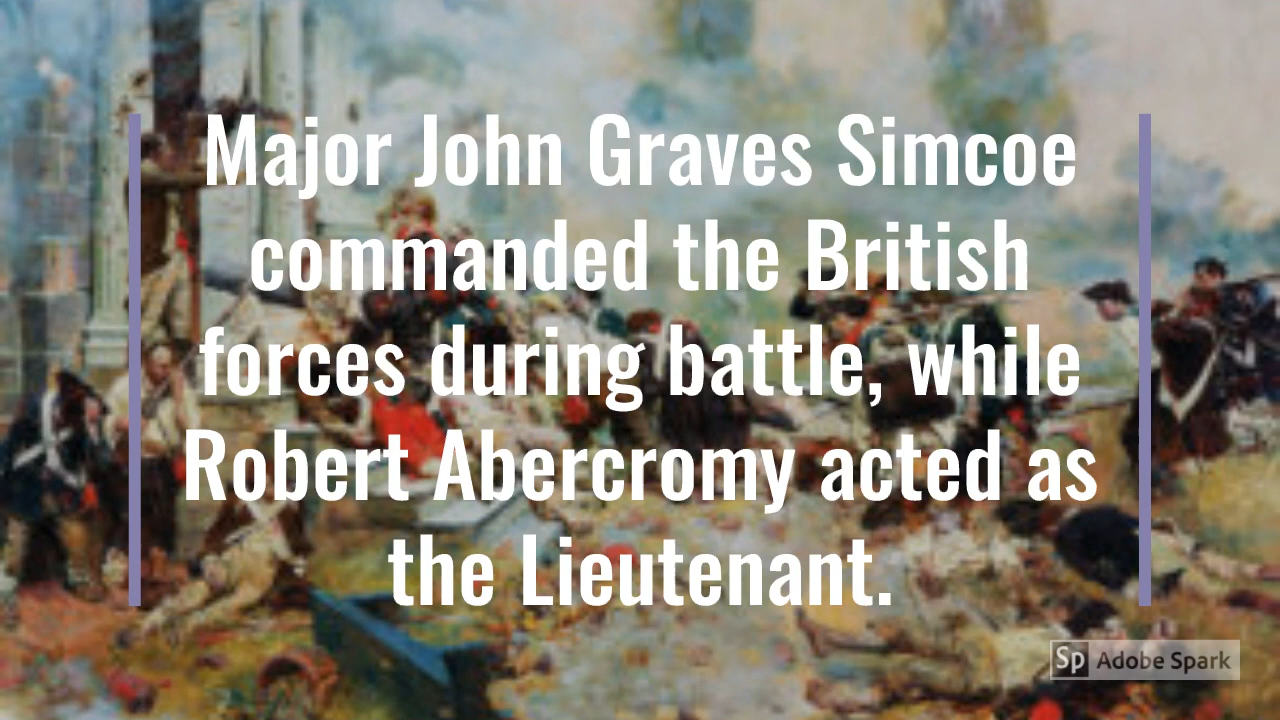 Major John Graves Simcoe
commanded the British
forces during battle, while
Robert Abercromy acted as
the Lieutenant.
Sp Adobe Spark